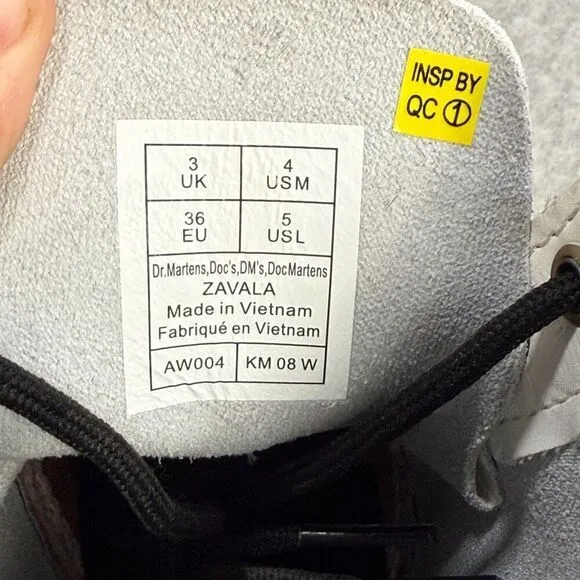 INSP BY
QC ①
3 4
UK USM
36 5
EU USL
Dr.Martens,Doc's,DM's,DocMartens
ZAVALA
Made in Vietnam
Fabriqué en Vietnam
AW004 KM 08 W